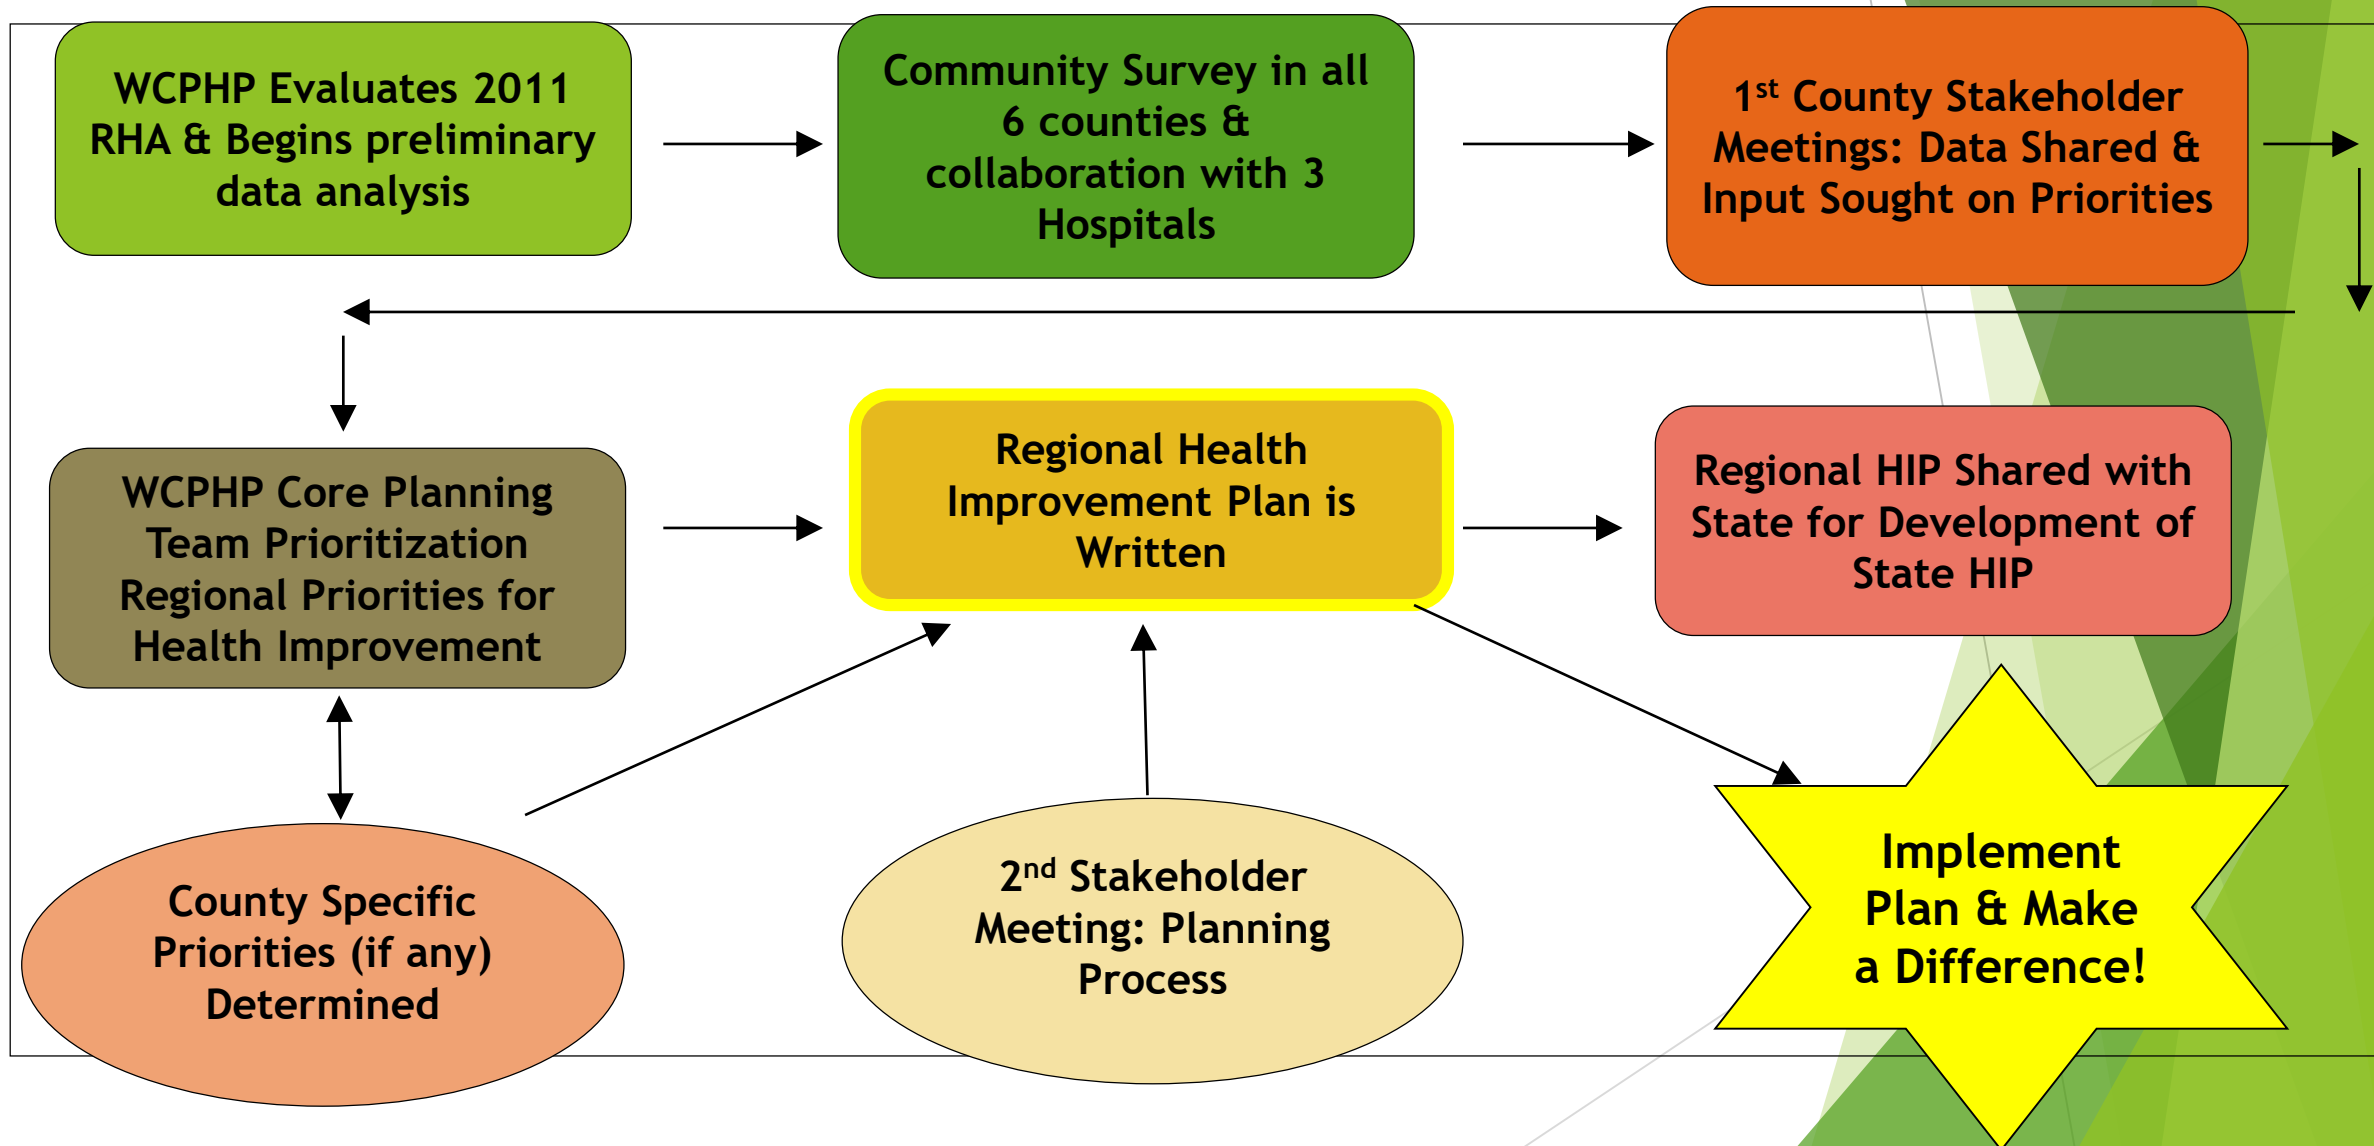 WCPHP Evaluates 2011
RHA & Begins preliminary
data analysis
Community Survey in all
6 counties &
collaboration with 3
Hospitals
1st County Stakeholder
Meetings: Data Shared &
Input Sought on Priorities
WCPHP Core Planning
Team Prioritization
Regional Priorities for
Health Improvement
Regional Health
Improvement Plan is
Written
Regional HIP Shared with
State for Development of
State HIP
County Specific
Priorities (if any)
Determined
2nd Stakeholder
Meeting: Planning
Process
Implement
Plan & Make
a Difference!